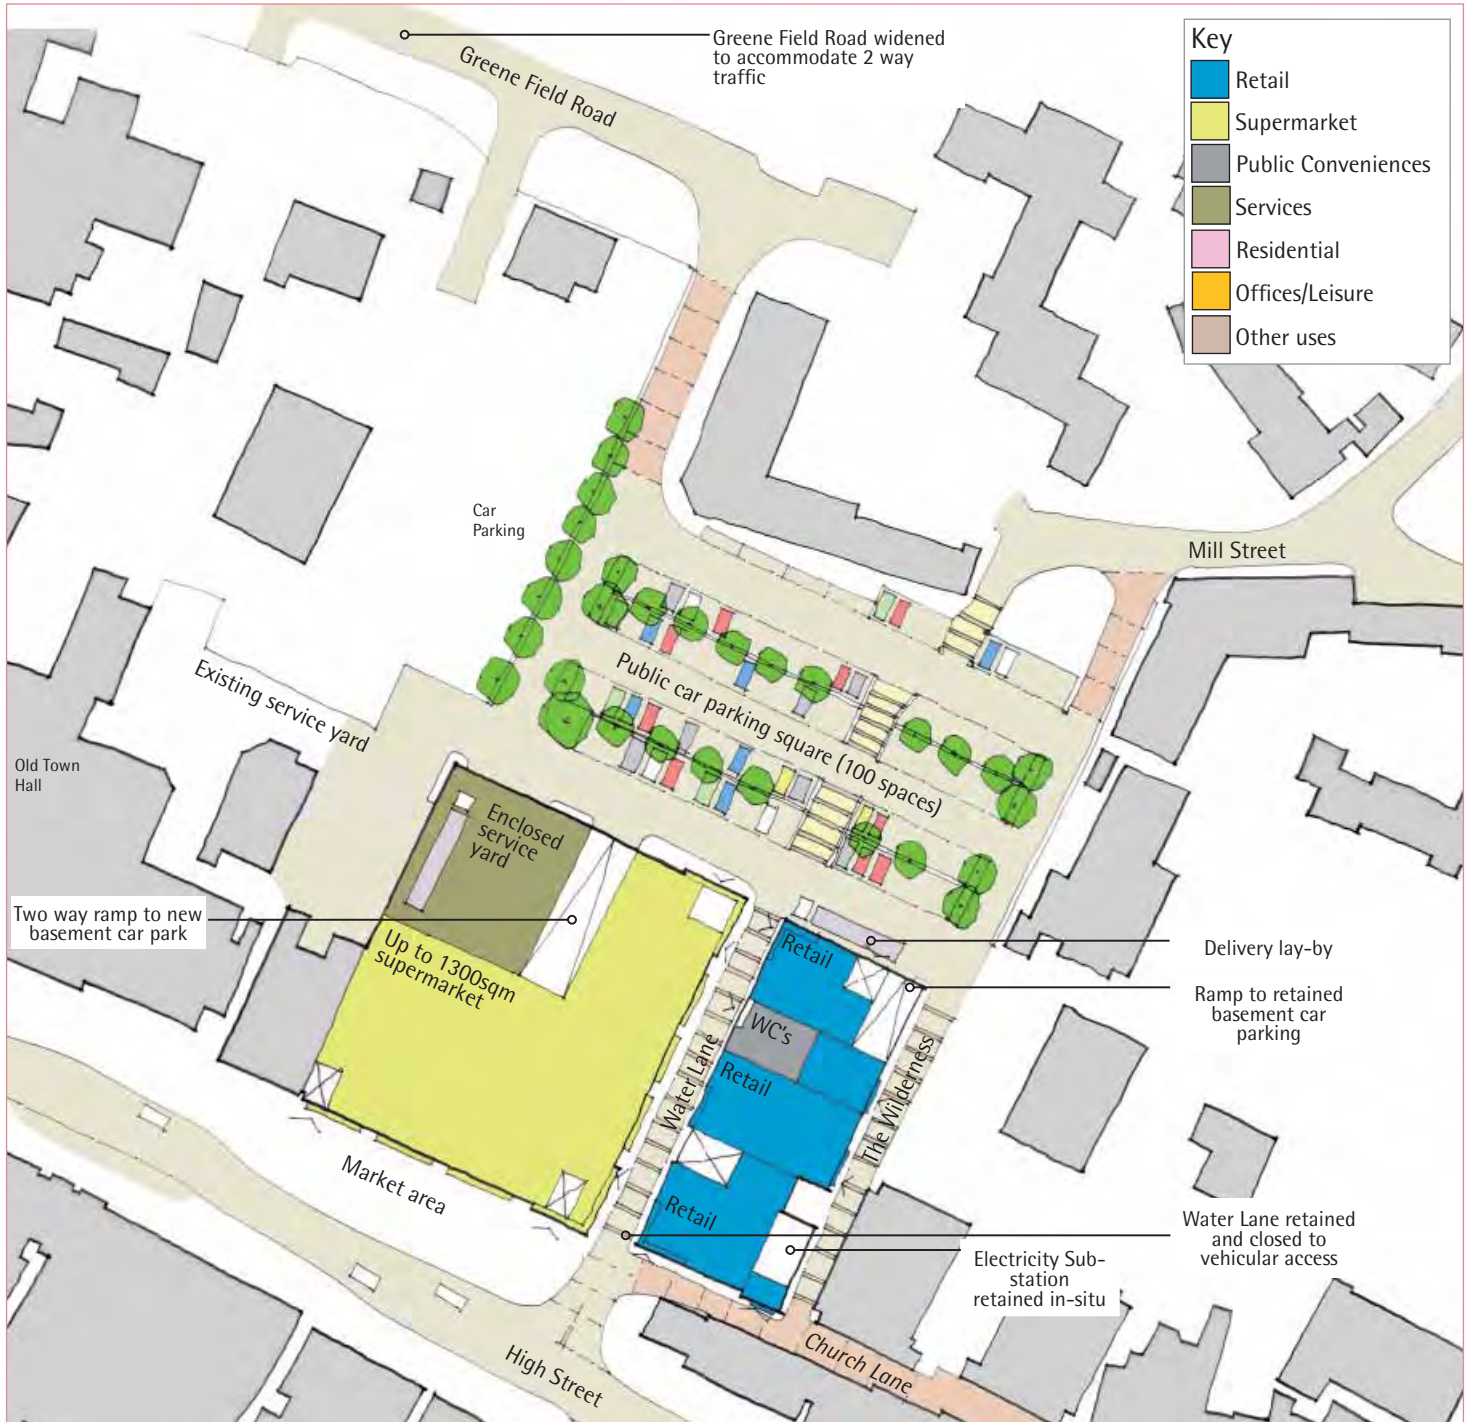 Greene Field Road widened
to accommodate 2 way
traffic
Greene Field Road
Key
Retail
Supermarket
Public Conveniences
Services
Residential
Offices/Leisure
Other uses
Car
Parking
Mill Street
Public car parking square (100 spaces)
Existing service yard
Old Town
Hall
Enclosed
service
yard
Two way ramp to new
basement car park
Up to 1300sqm
supermarket
Retail
Delivery lay-by
Ramp to retained
basement car
parking
WC's
Retail
Water Lane
The Wilderness
Market area
Retail
Water Lane retained
and closed to
vehicular access
Electricity Sub-
station
retained in-situ
Church Lane
High Street